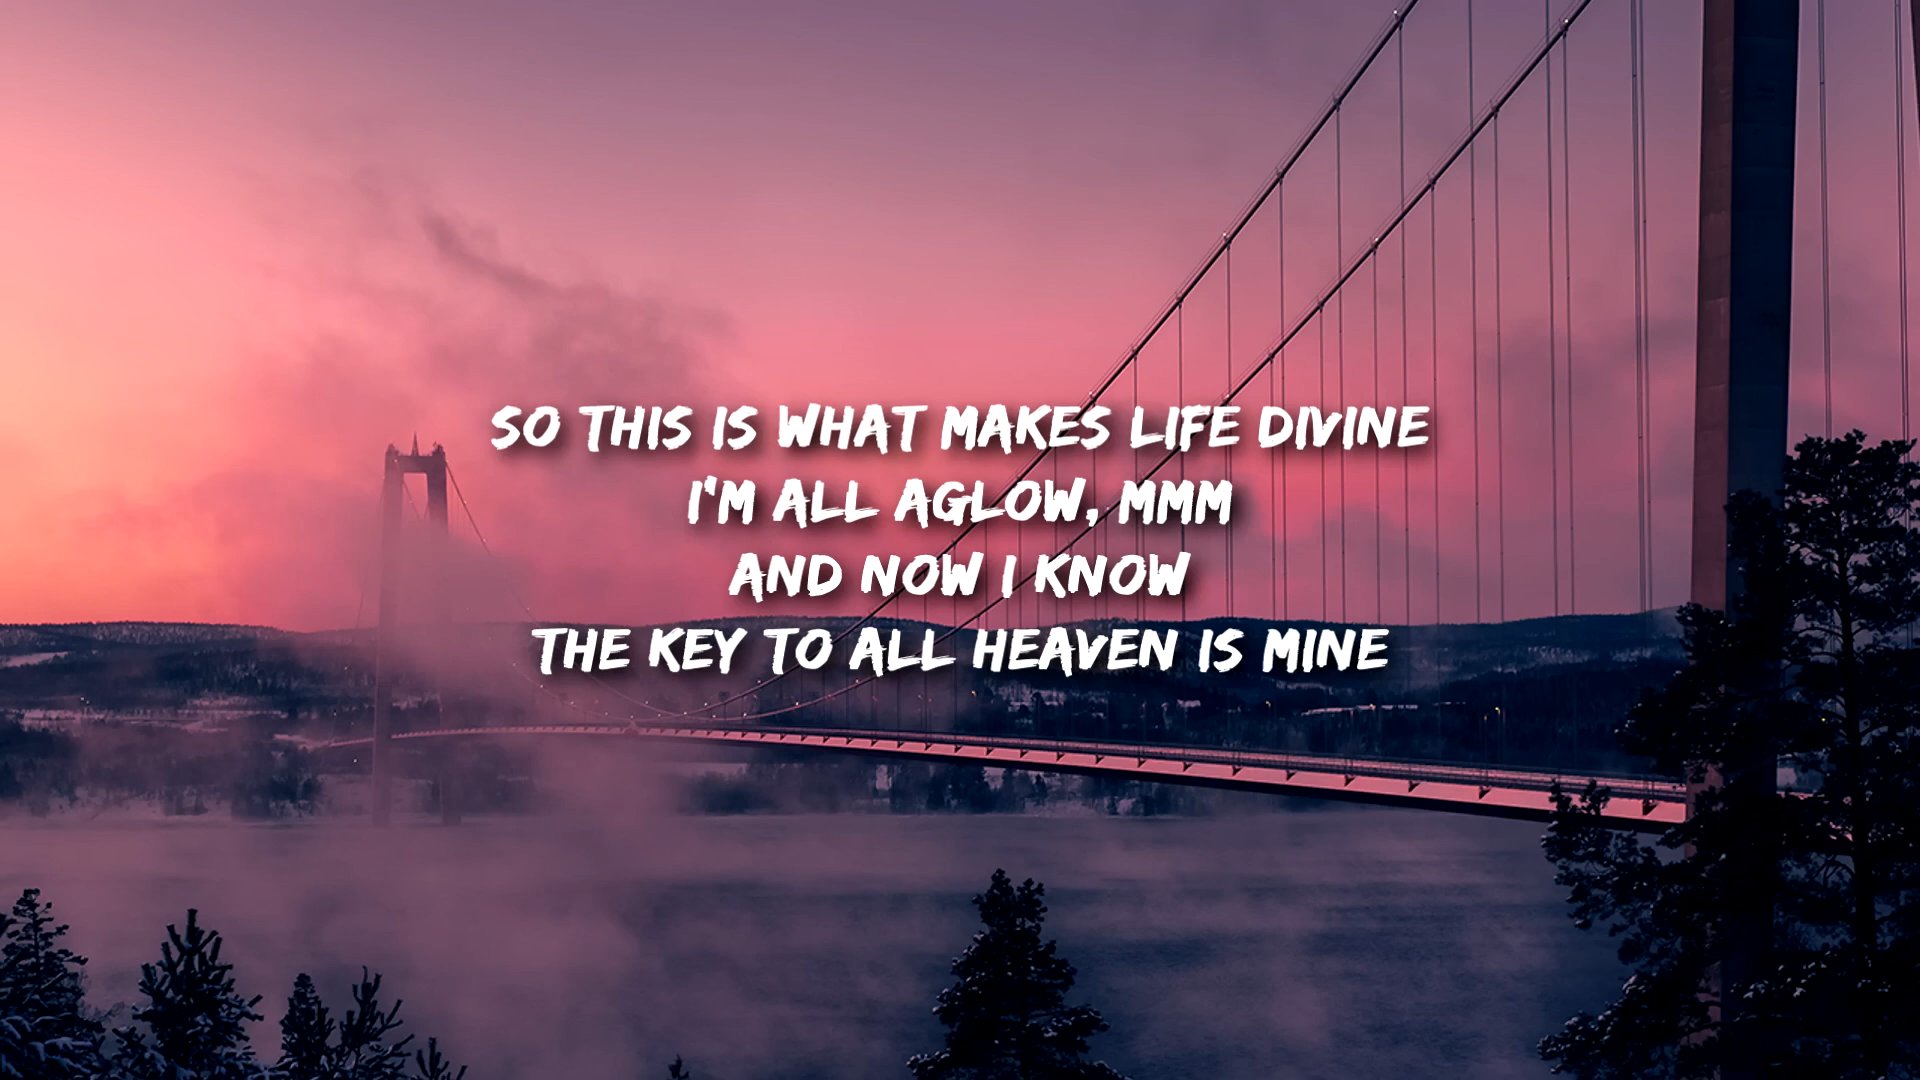 SO THIS IS WHAT MAKES LIFE DIVINE
I'M ALL AGLOW, MMM
AND NOW I KNOW
THE KEY TO ALL HEAVEN IS MINE